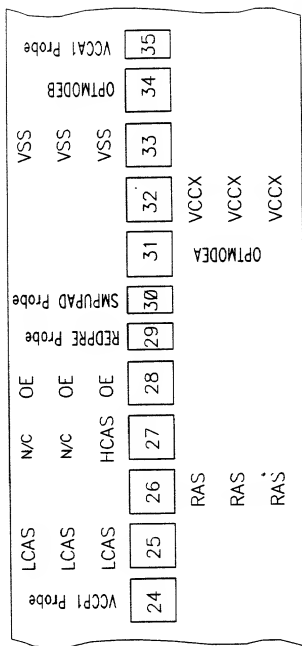 VCCA1 Probe
35
OPTMODEB
34
VSS VSS VSS
33
32
VCCX VCCX VCCX
31
OPTMODEA
SMPUPAD Probe
30
REDPRE Probe
29
OE OE OE
28
N/C N/C HCAS
27
26
RAS RAS RAS
LCAS LCAS LCAS
25
VCCP1 Probe
24